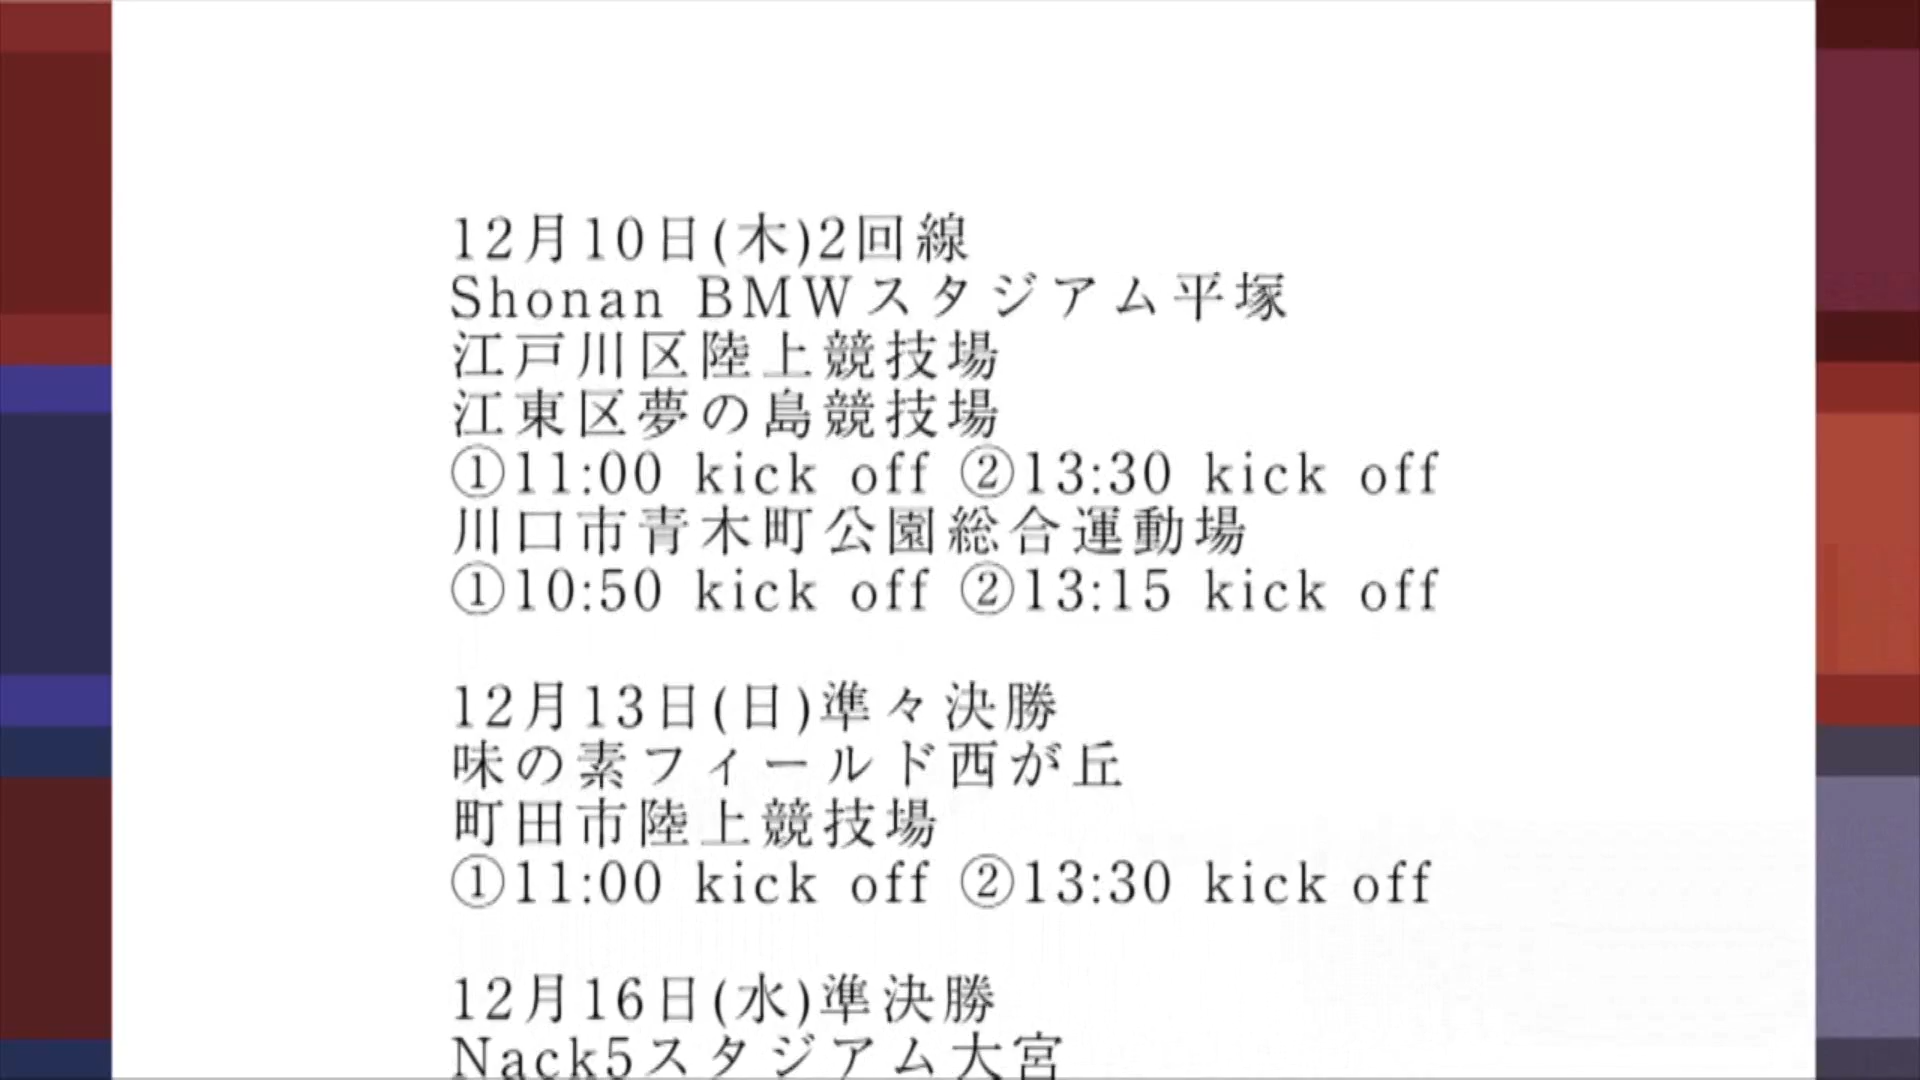 12月10日(木)2回線
Shonan BMWスタジアム平塚
江戸川区陸上競技場
江東区夢の島競技場
①11:00 kick off ②13:30 kick off
川口市青木町公園総合運動場
①10:50 kick off ②13:15 kick off
12月13日(日)準々決勝
味の素フィールド西が丘
町田市陸上競技場
①11:00 kick off ②13:30 kick off
12月16日(水)準決勝
Nack5スタジアム大宮